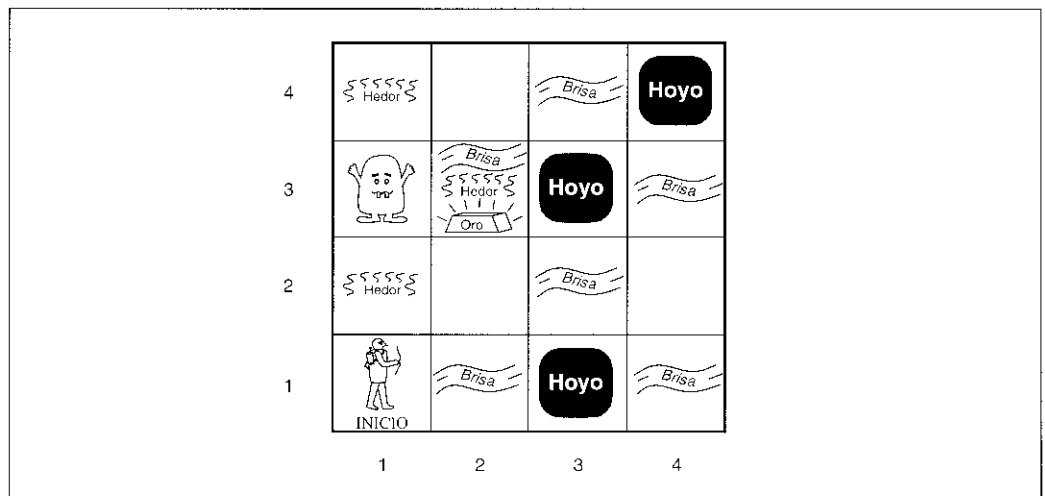 4
Hedor
Brisa
Hoyo
3
Brisa
Hedor
Oro
Hoyo
Brisa
2
Hedor
Brisa
1
INICIO
Brisa
Hoyo
Brisa
1 2 3 4